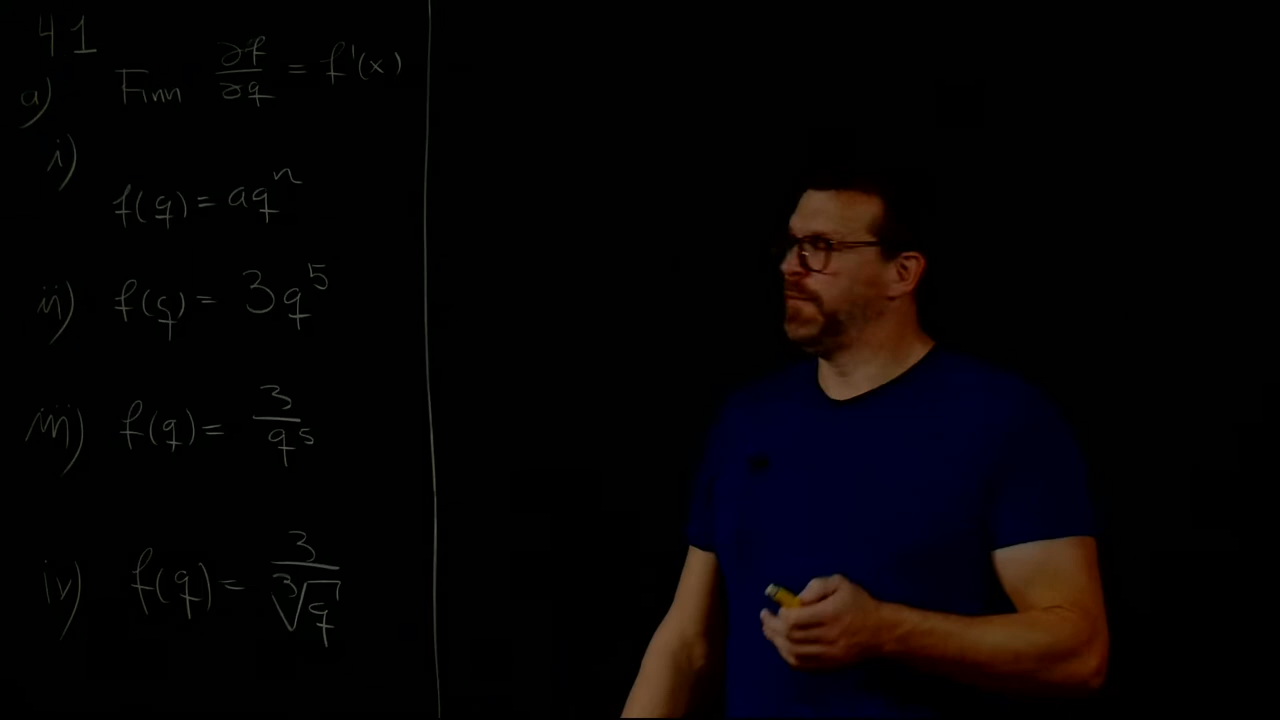 41
a) Finn ∂f/∂q = f'(x)
i)
f(q) = aq^n
ii) f(q) = 3q^5
iii) f(q) = 3/q^5
iv) f(q) = 3/∛q